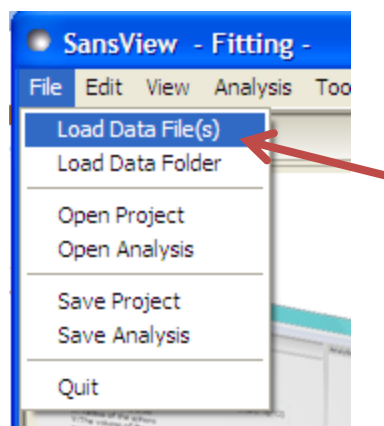 SansView - Fitting -
File Edit View Analysis Too
Load Data File(s)
Load Data Folder
Open Project
Open Analysis
Save Project
Save Analysis
Quit